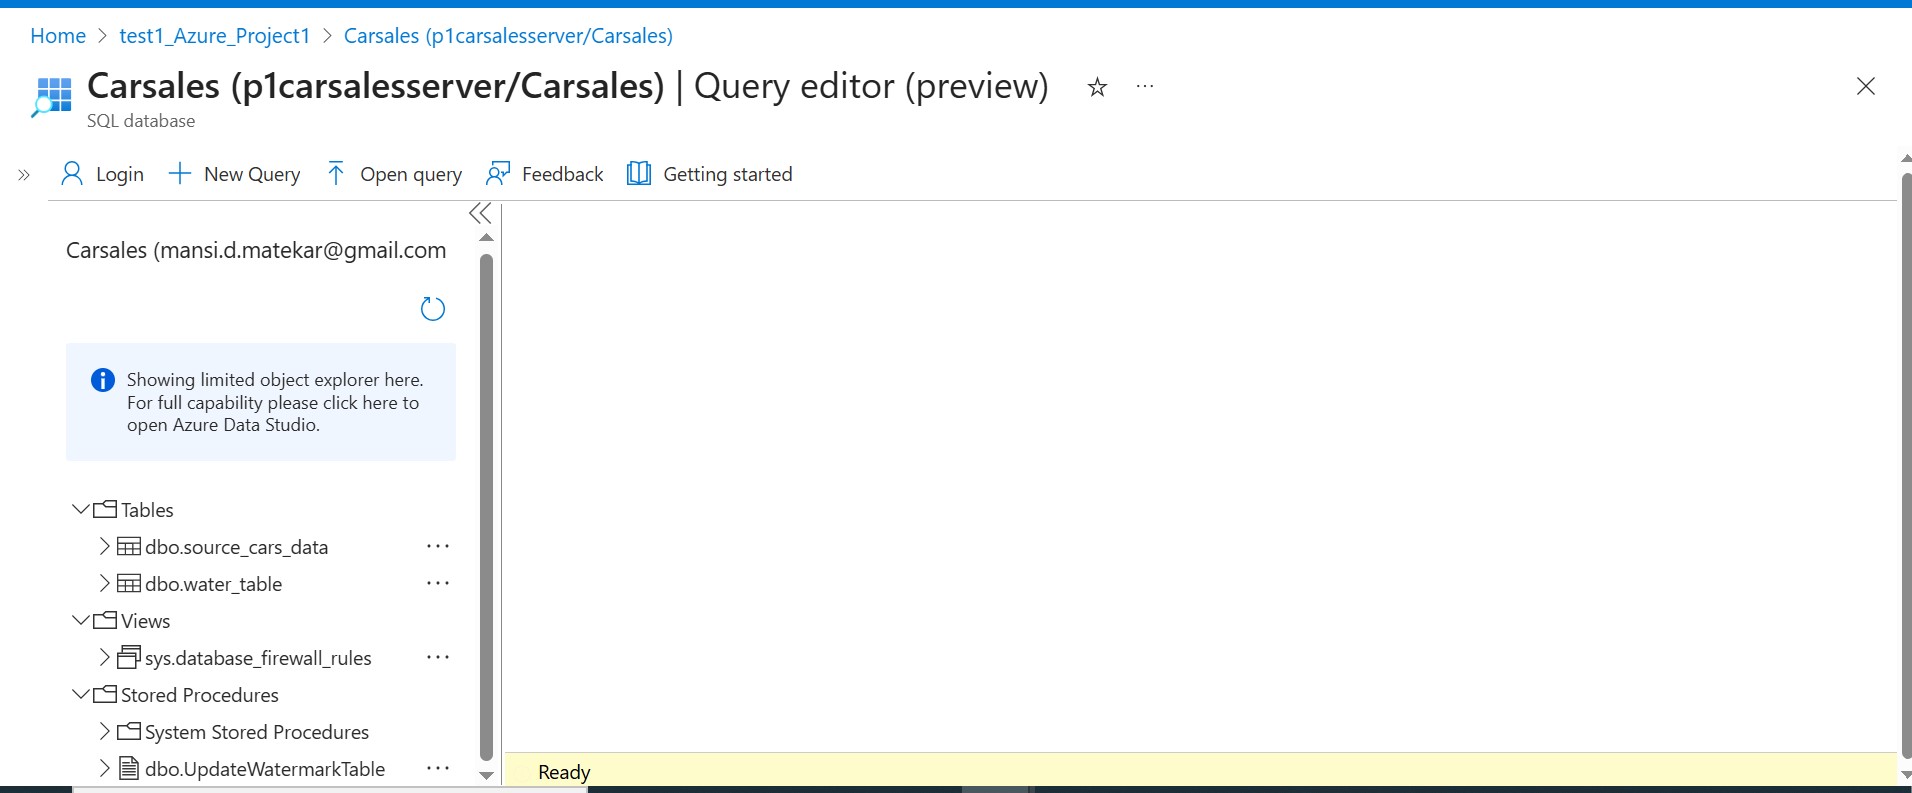 Home > test1_Azure_Project1 > Carsales (p1carsalesserver/Carsales)
Carsales (p1carsalesserver/Carsales) | Query editor (preview)
SQL database
Login New Query Open query Feedback Getting started
Carsales (mansi.d.matekar@gmail.com
Showing limited object explorer here.
For full capability please click here to
open Azure Data Studio.
Tables
dbo.source_cars_data
dbo.water_table
Views
sys.database_firewall_rules
Stored Procedures
System Stored Procedures
dbo.UpdateWatermarkTable
Ready